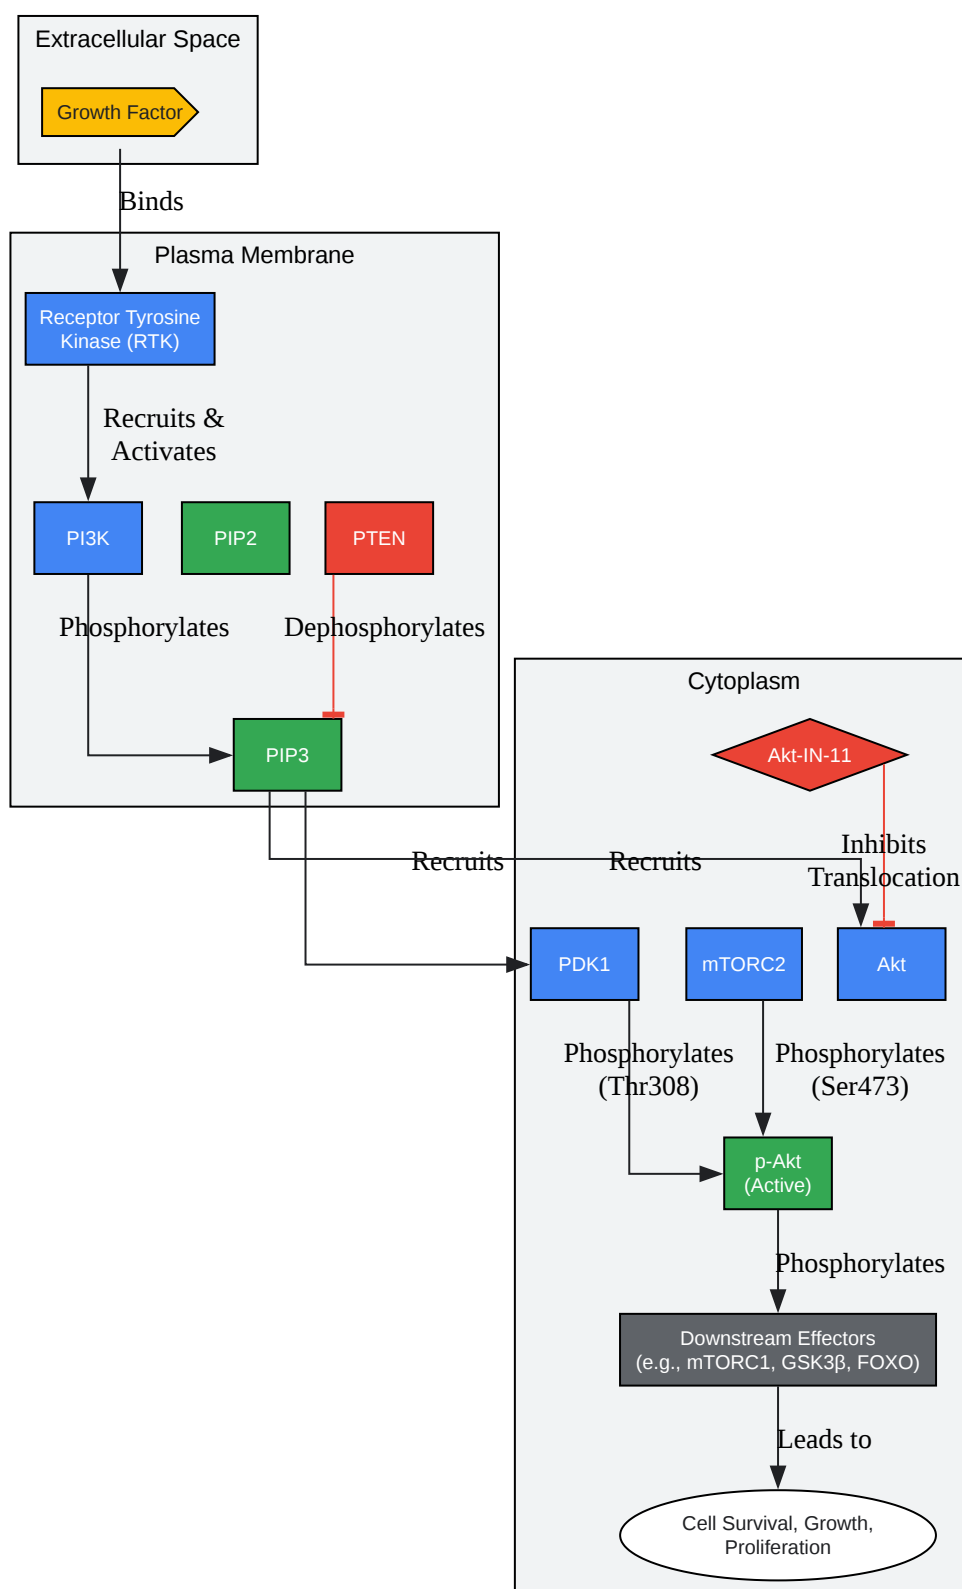 Extracellular Space
Growth Factor
Binds
Plasma Membrane
Receptor Tyrosine
Kinase (RTK)
Recruits &
Activates
PI3K
PIP2
PTEN
Phosphorylates
Dephosphorylates
PIP3
Cytoplasm
Akt-IN-11
Inhibits
Translocation
Recruits
Recruits
PDK1
mTORC2
Akt
Phosphorylates
(Thr308)
Phosphorylates
(Ser473)
p-Akt
(Active)
Phosphorylates
Downstream Effectors
(e.g., mTORC1, GSK3β, FOXO)
Leads to
Cell Survival, Growth,
Proliferation